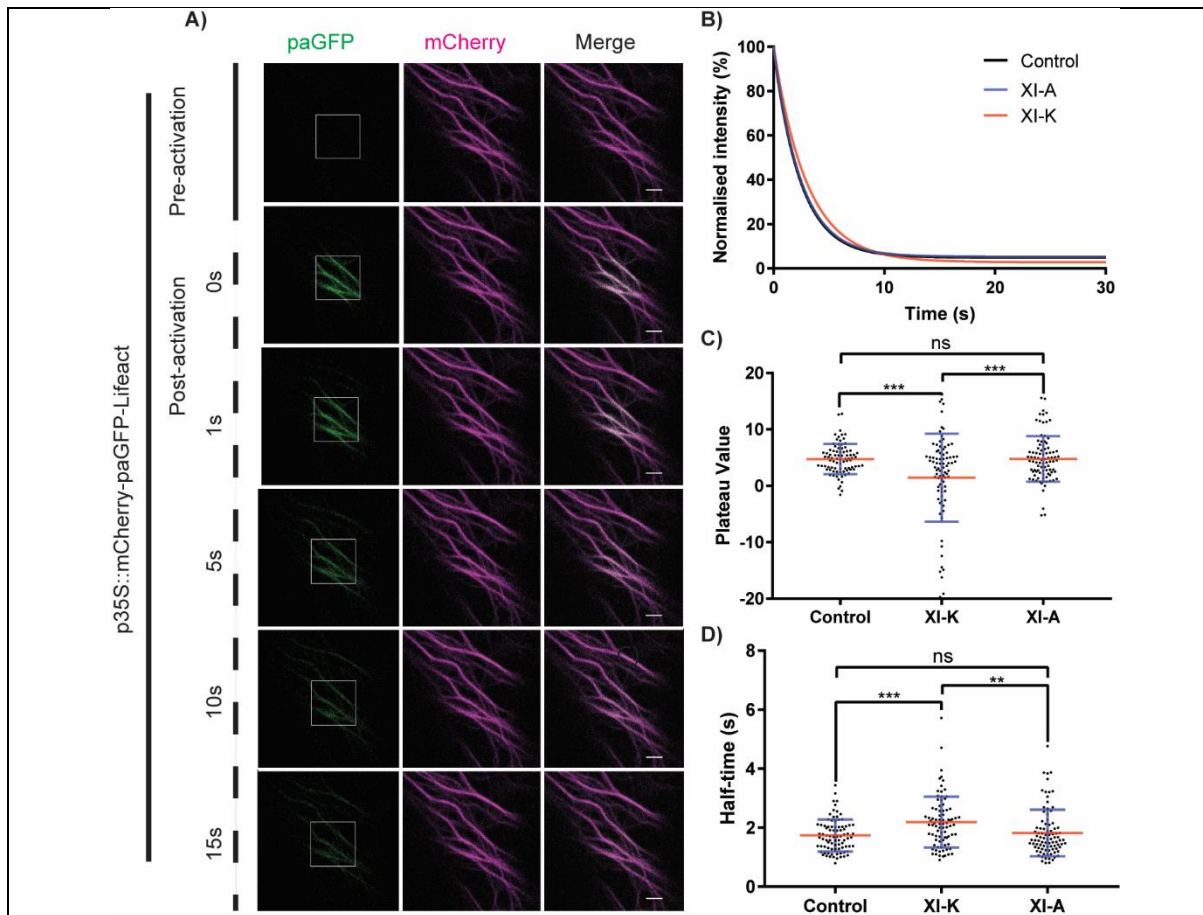 A)
paGFP mCherry Merge
p35S::mCherry-paGFP-Lifeact
Pre-activation
Post-activation
0s
1s
5s
10s
15s
B)
Normalised intensity (%)
100
80
60
40
20
0
0 10 20 30
Time (s)
Control
XI-A
XI-K
C)
ns
*** ***
Plateau Value
20
10
0
-10
-20
Control XI-K XI-A
D)
ns
*** **
Half-time (s)
8
6
4
2
0
Control XI-K XI-A